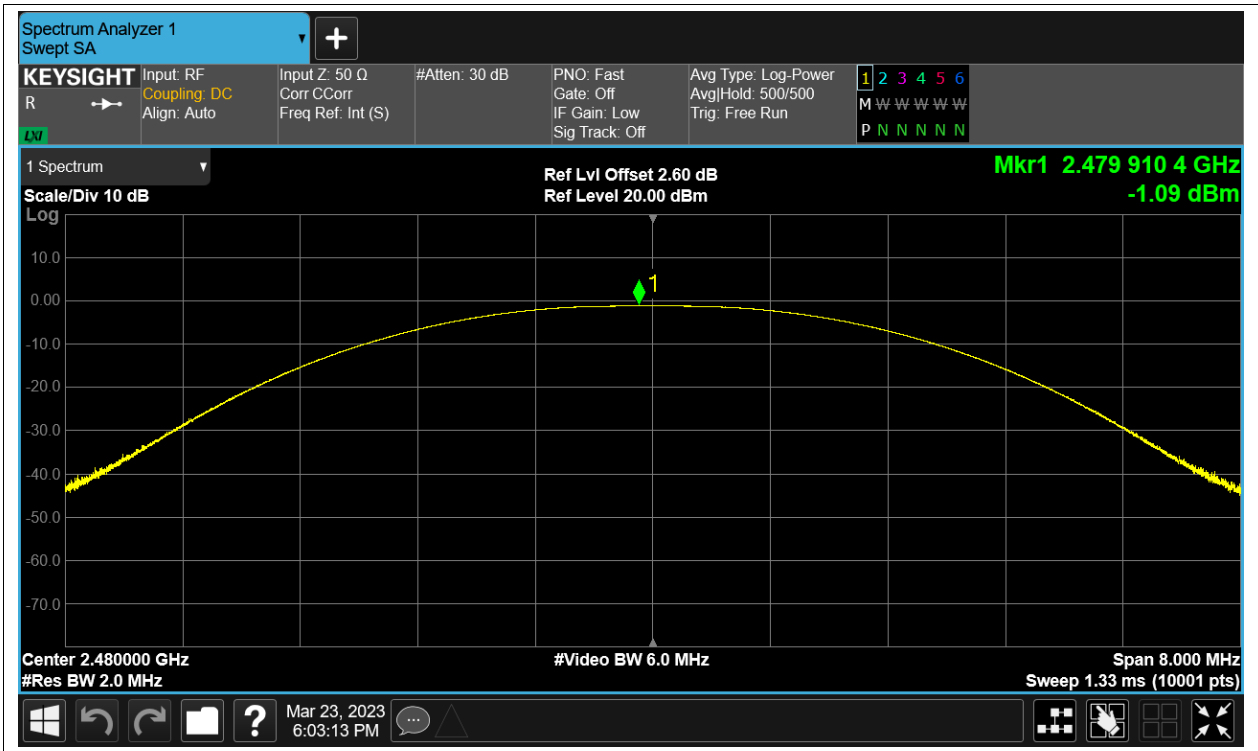 Spectrum Analyzer 1
Swept SA
KEYSIGHT
R
LXI
Input: RF
Coupling: DC
Align: Auto
Input Z: 50 Ω
Corr CCorr
Freq Ref: Int (S)
#Atten: 30 dB
PNO: Fast
Gate: Off
IF Gain: Low
Sig Track: Off
Avg Type: Log-Power
Avg|Hold: 500/500
Trig: Free Run
1 2 3 4 5 6
M W W W W W
P N N N N N
1 Spectrum
Scale/Div 10 dB
Ref Lvl Offset 2.60 dB
Ref Level 20.00 dBm
Mkr1 2.479 910 4 GHz
-1.09 dBm
Log
10.0
0.00
-10.0
-20.0
-30.0
-40.0
-50.0
-60.0
-70.0
1
Center 2.480000 GHz
#Res BW 2.0 MHz
#Video BW 6.0 MHz
Span 8.000 MHz
Sweep 1.33 ms (10001 pts)
?
Mar 23, 2023
6:03:13 PM